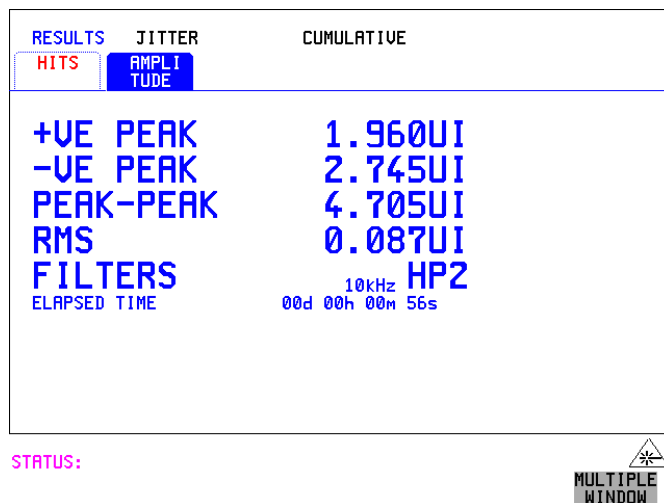 RESULTS JITTER CUMULATIVE
HITS AMPLI
TUDE
+VE PEAK 1.960UI
-VE PEAK 2.745UI
PEAK-PEAK 4.705UI
RMS 0.087UI
FILTERS 10kHz HP2
ELAPSED TIME 00d 00h 00m 56s
STATUS:
MULTIPLE
WINDOW